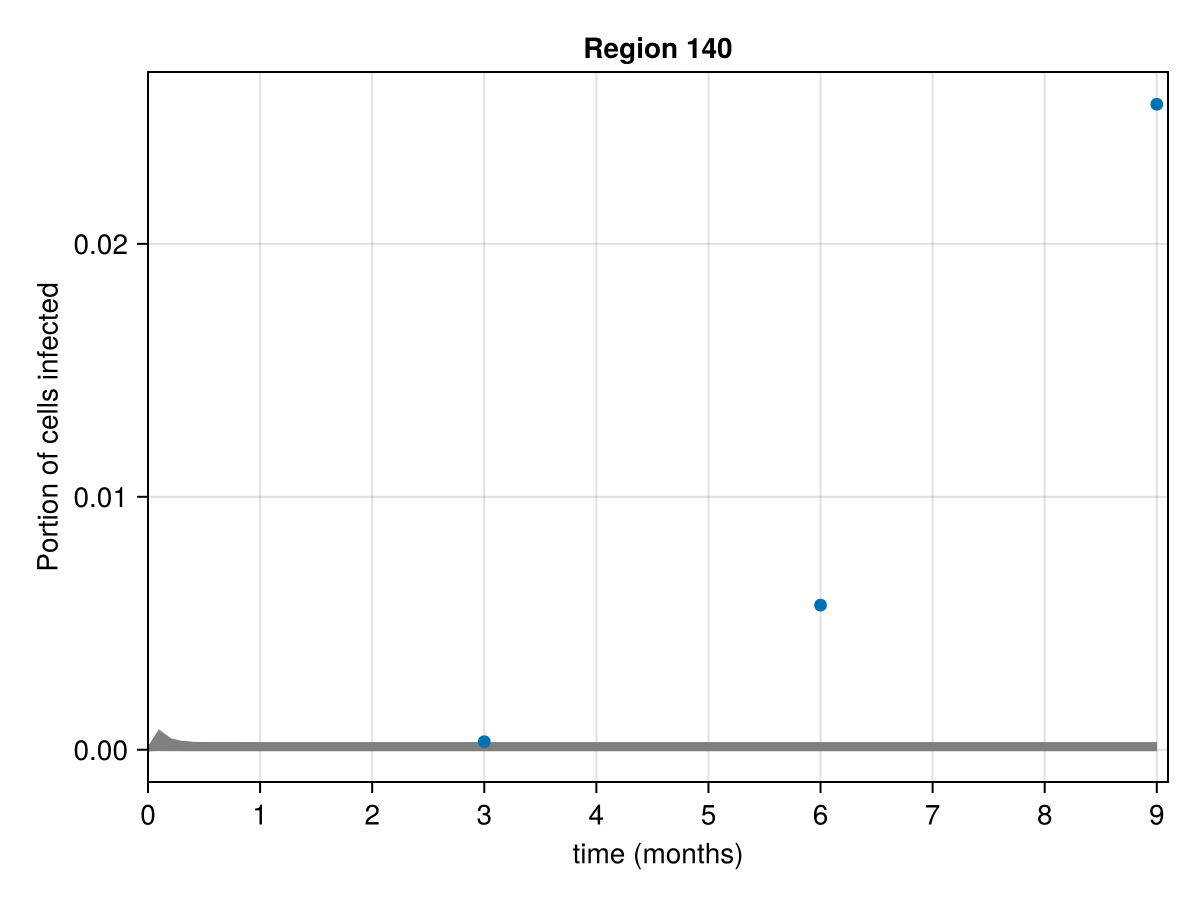 Region 140
Portion of cells infected
0.02
0.01
0.00
0 1 2 3 4 5 6 7 8 9
time (months)